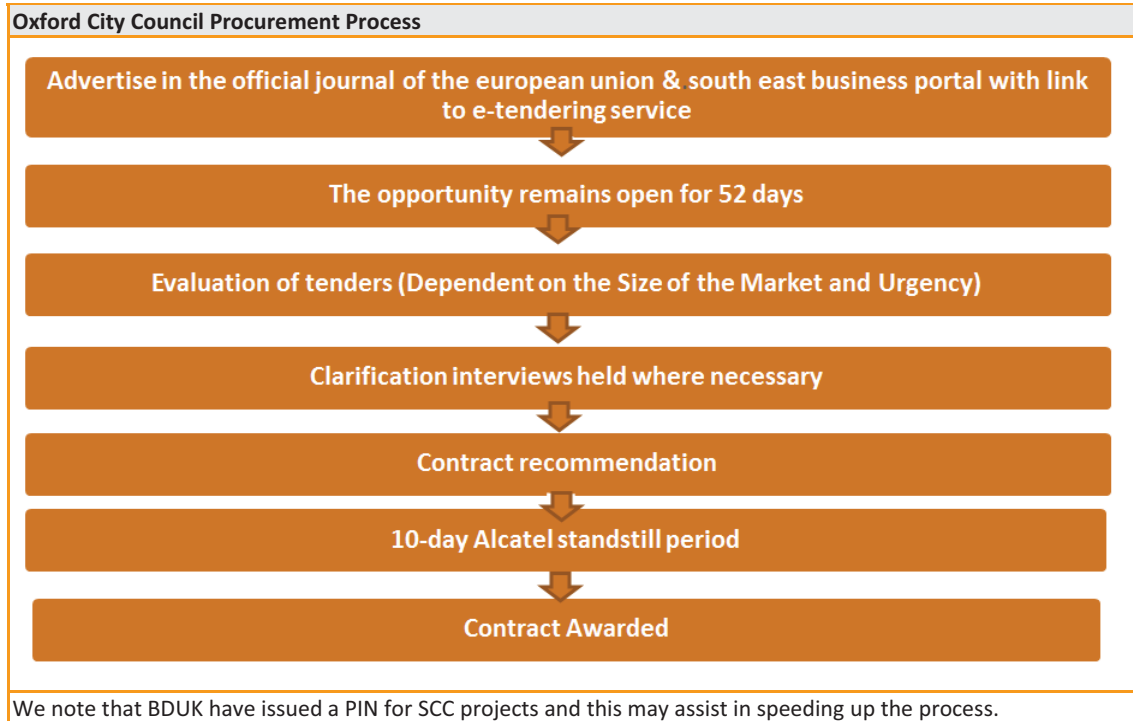 Oxford City Council Procurement Process
Advertise in the official journal of the european union & south east business portal with link
to e-tendering service
The opportunity remains open for 52 days
Evaluation of tenders (Dependent on the Size of the Market and Urgency)
Clarification interviews held where necessary
Contract recommendation
10-day Alcatel standstill period
Contract Awarded
We note that BDUK have issued a PIN for SCC projects and this may assist in speeding up the process.